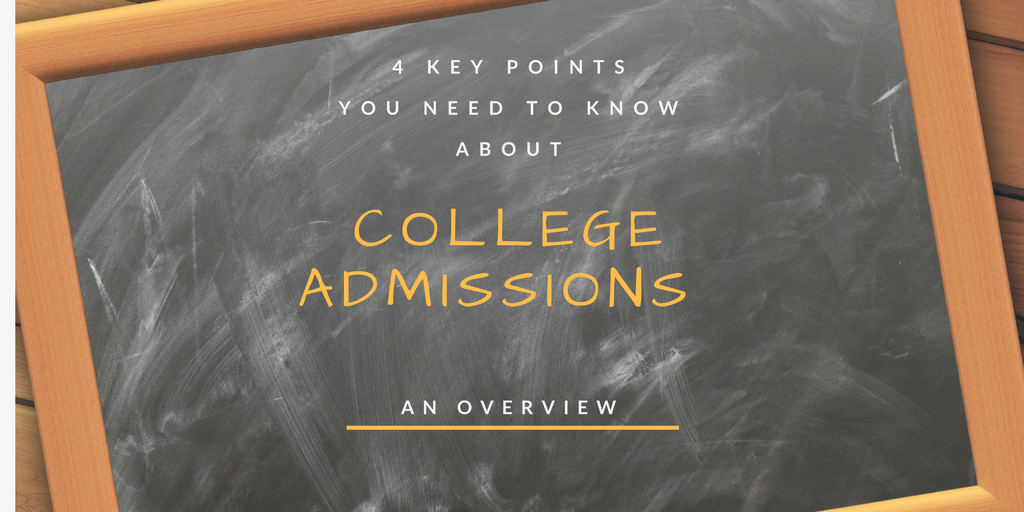 4 KEY POINTS
YOU NEED TO KNOW
ABOUT
COLLEGE
ADMISSIONS
AN OVERVIEW